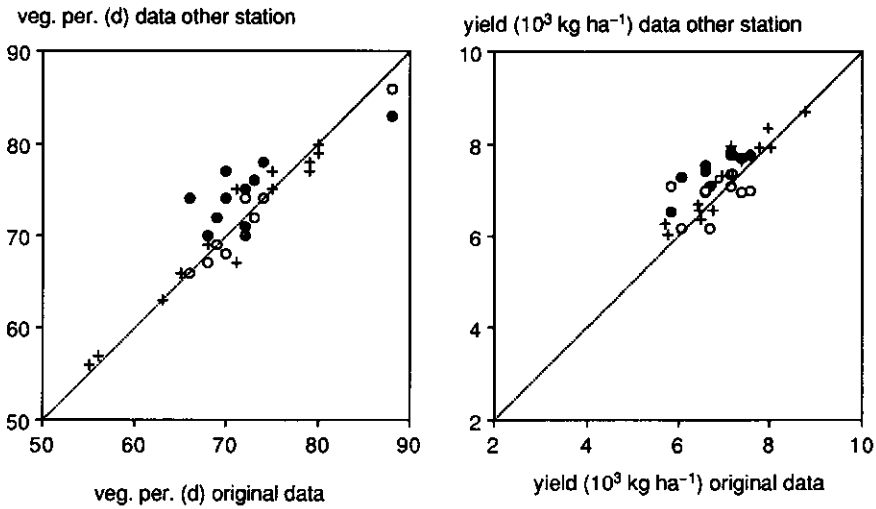 veg. per. (d) data other station
90
80
70
60
50
50 60 70 80 90
veg. per. (d) original data
yield (10³ kg ha⁻¹) data other station
10
8
6
4
2
2 4 6 8 10
yield (10³ kg ha⁻¹) original data